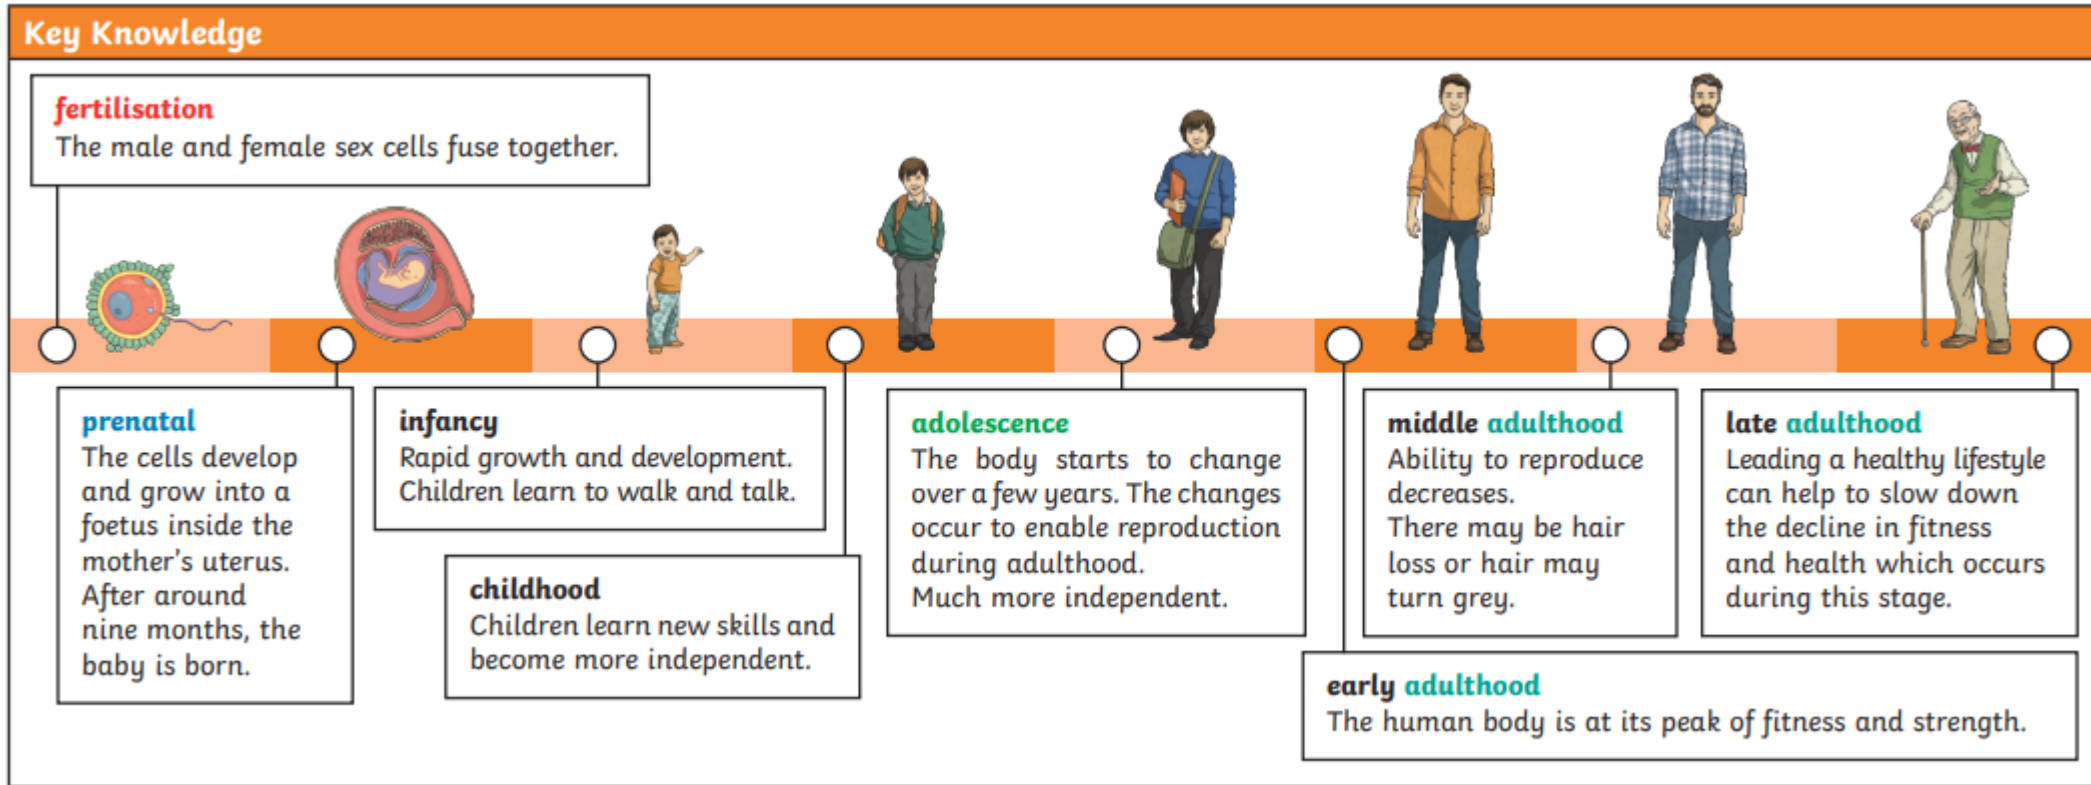 Key Knowledge
fertilisation
The male and female sex cells fuse together.
prenatal
The cells develop
and grow into a
foetus inside the
mother's uterus.
After around
nine months, the
baby is born.
infancy
Rapid growth and development.
Children learn to walk and talk.
childhood
Children learn new skills and
become more independent.
adolescence
The body starts to change
over a few years. The changes
occur to enable reproduction
during adulthood.
Much more independent.
early adulthood
The human body is at its peak of fitness and strength.
middle adulthood
Ability to reproduce
decreases.
There may be hair
loss or hair may
turn grey.
late adulthood
Leading a healthy lifestyle
can help to slow down
the decline in fitness
and health which occurs
during this stage.